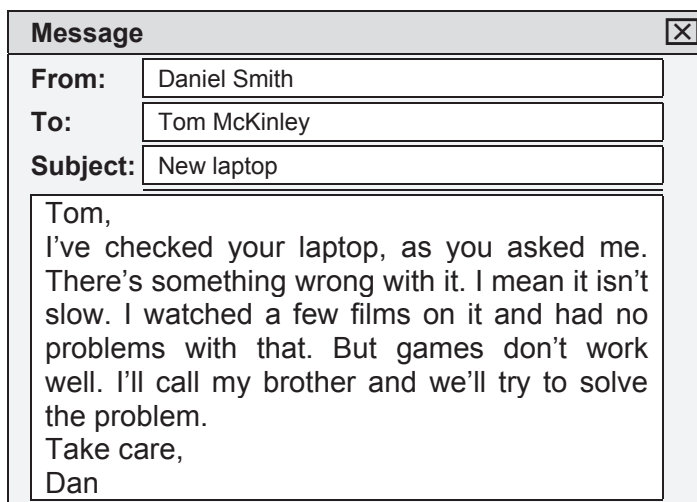 Message
From: Daniel Smith
To: Tom McKinley
Subject: New laptop
Tom,
I’ve checked your laptop, as you asked me.
There’s something wrong with it. I mean it isn’t
slow. I watched a few films on it and had no
problems with that. But games don’t work
well. I’ll call my brother and we’ll try to solve
the problem.
Take care,
Dan